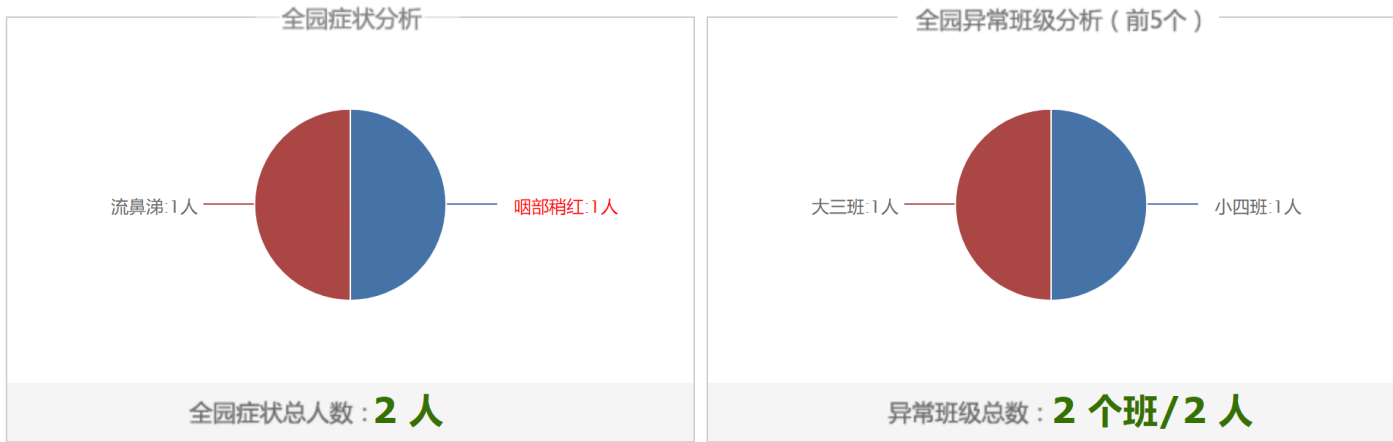 全园症状分析
流鼻涕:1人
咽部稍红:1人
全园症状总人数：2 人
全园异常班级分析（前5个）
大三班:1人
小四班:1人
异常班级总数：2 个班/2 人